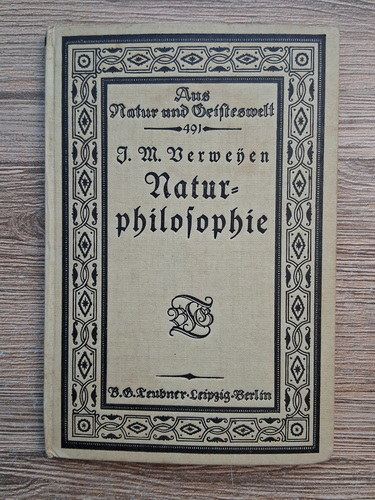 Aus
Natur und Geisteswelt
491
J. M. Verweyen
Natur-
philosophie
B.G.Teubner·Leipzig·Berlin